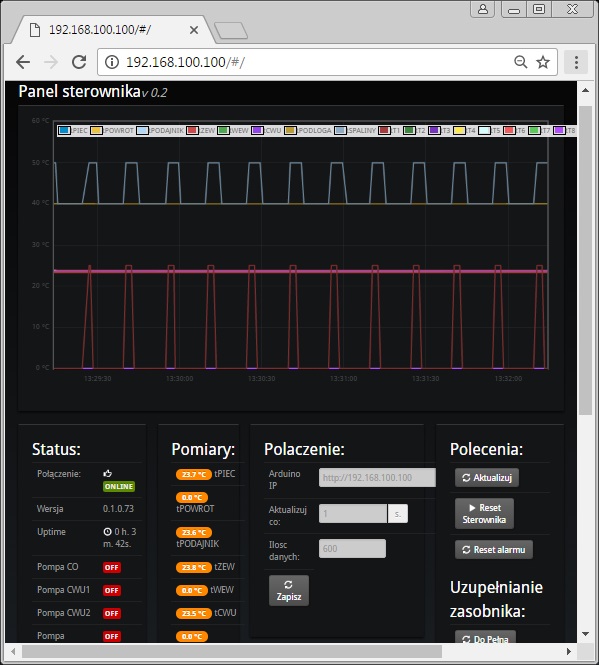 192.168.100.100/#/
192.168.100.100/#/
Panel sterownika v 0.2
60 °C
PIEC POWROT PODAJNIK ZEW WEW CWU PODLOGA SPALINY T1 T2 T3 T4 T5 T6 T7 T8
50 °C
40 °C
30 °C
20 °C
10 °C
0 °C
13:29:30 13:30:00 13:30:30 13:31:00 13:31:30 13:32:00
Status:
Połączenie:
ONLINE
Wersja 0.1.0.73
Uptime 0 h. 3
m. 42s.
Pompa CO OFF
Pompa CWU1 OFF
Pompa CWU2 OFF
Pompa OFF
Pomiary:
23.7 °C tPIEC
0.0 °C
tPOWROT
23.6 °C
tPODAJNIK
23.8 °C tZEW
0.0 °C tWEW
23.5 °C tCWU
0.0 °C
Polaczenie:
Arduino
IP
http://192.168.100.100
Aktualizuj
co:
1 s.
Ilosc
danych:
600
Zapisz
Polecenia:
Aktualizuj
Reset
Sterownika
Reset alarmu
Uzupełnianie
zasobnika:
Do Pełna